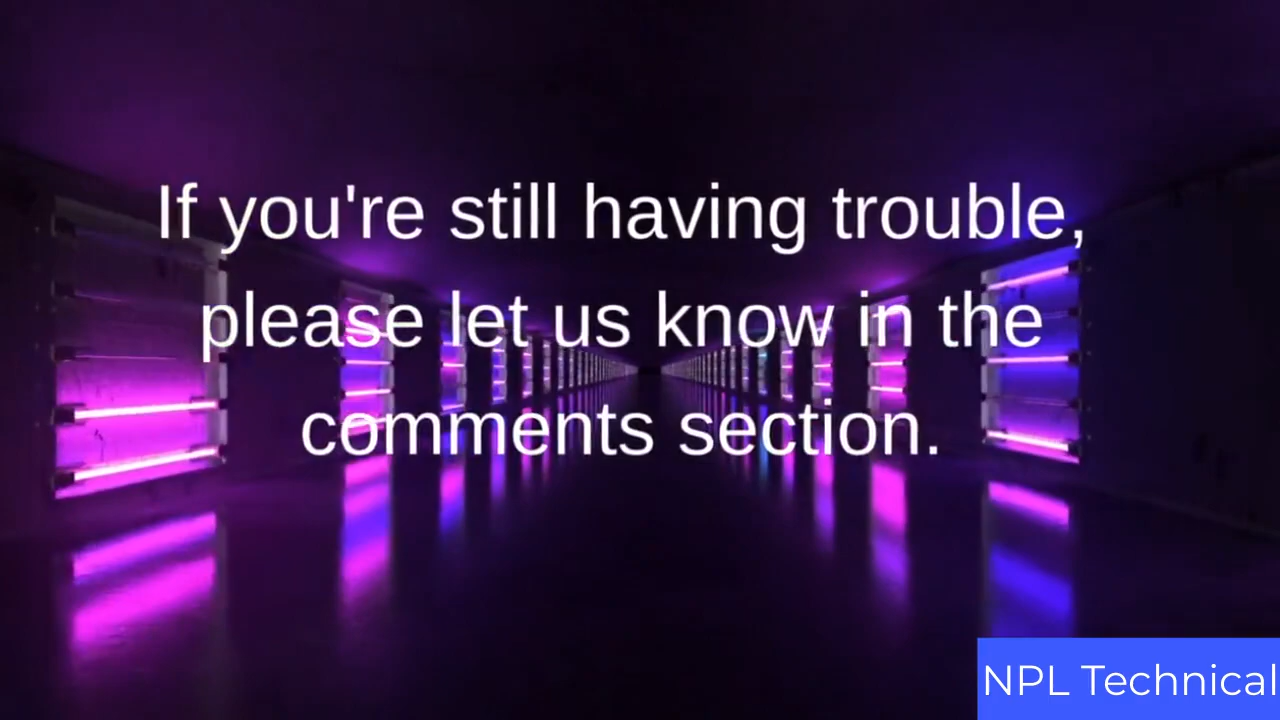 If you're still having trouble,
please let us know in the
comments section.
NPL Technical